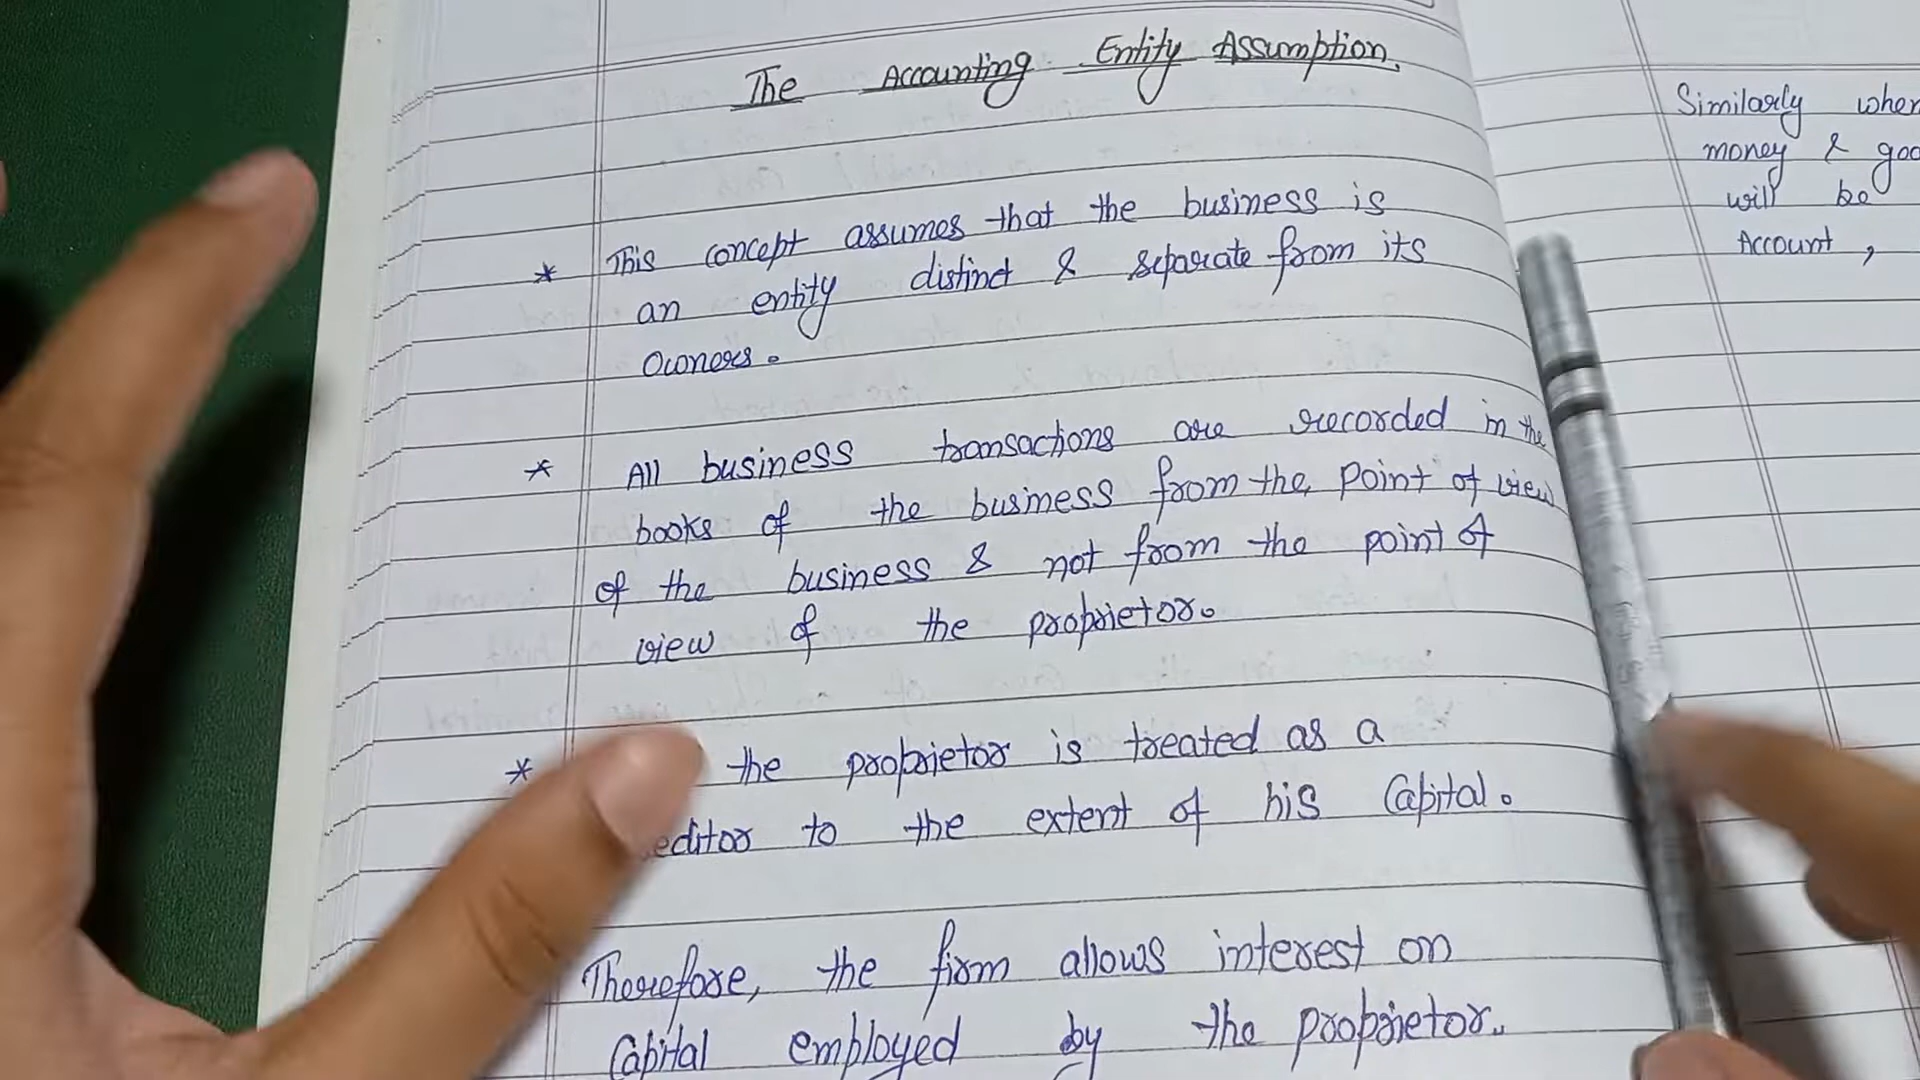 The Accounting Entity Assumption.
* This concept assumes that the business is
an entity distinct & separate from its
Owners.
* All business transactions are recorded in the
books of the business from the point of view
of the business & not from the point of
view of the proprietor.
* the proprietor is treated as a
editor to the extent of his Capital.
Therefore, the firm allows interest on
Capital employed by the proprietor.
Similarly
money & goo
will be
Account,